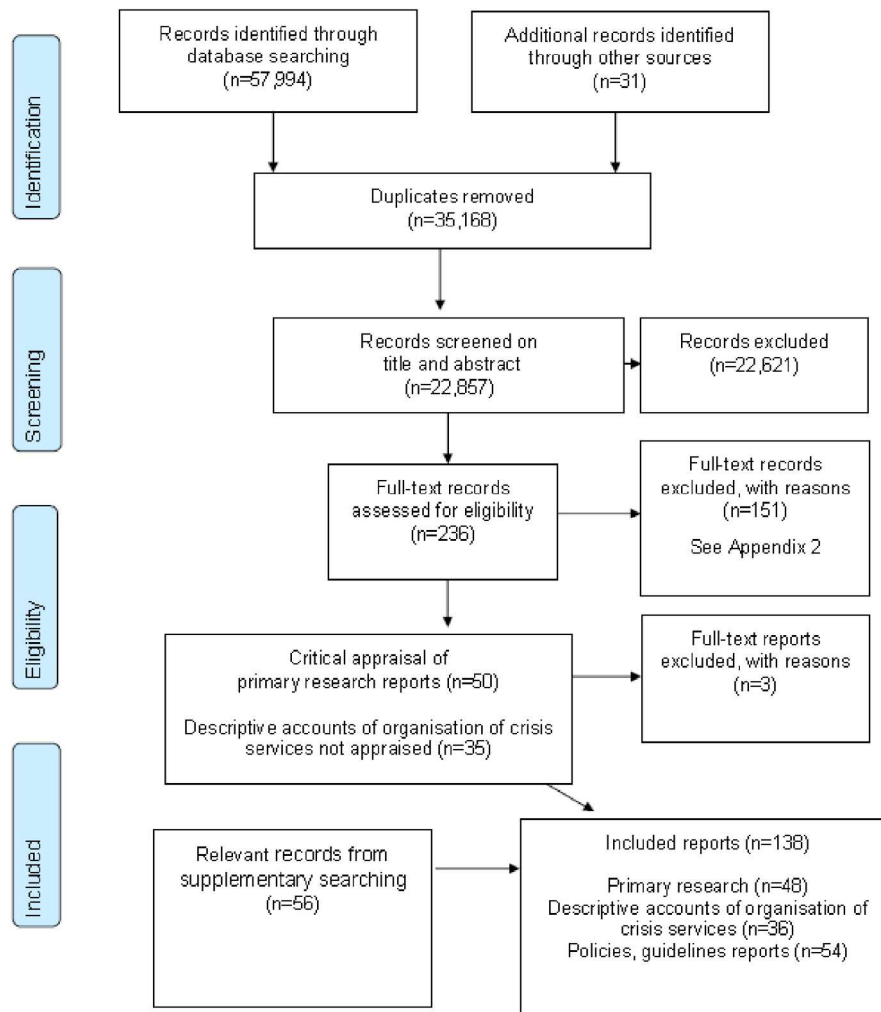 Identification
Records identified through
database searching
(n=57,994)
Additional records identified
through other sources
(n=31)
Duplicates removed
(n=35,168)
Screening
Records screened on
title and abstract
(n=22,857)
Records excluded
(n=22,621)
Eligibility
Full-text records
assessed for eligibility
(n=236)
Full-text records
excluded, with reasons
(n=151)
See Appendix 2
Critical appraisal of
primary research reports (n=50)
Descriptive accounts of organisation of crisis
services not appraised (n=35)
Full-text reports
excluded, with reasons
(n=3)
Included
Relevant records from
supplementary searching
(n=56)
Included reports (n=138)
Primary research (n=48)
Descriptive accounts of organisation of
crisis services (n=36)
Policies, guidelines reports (n=54)